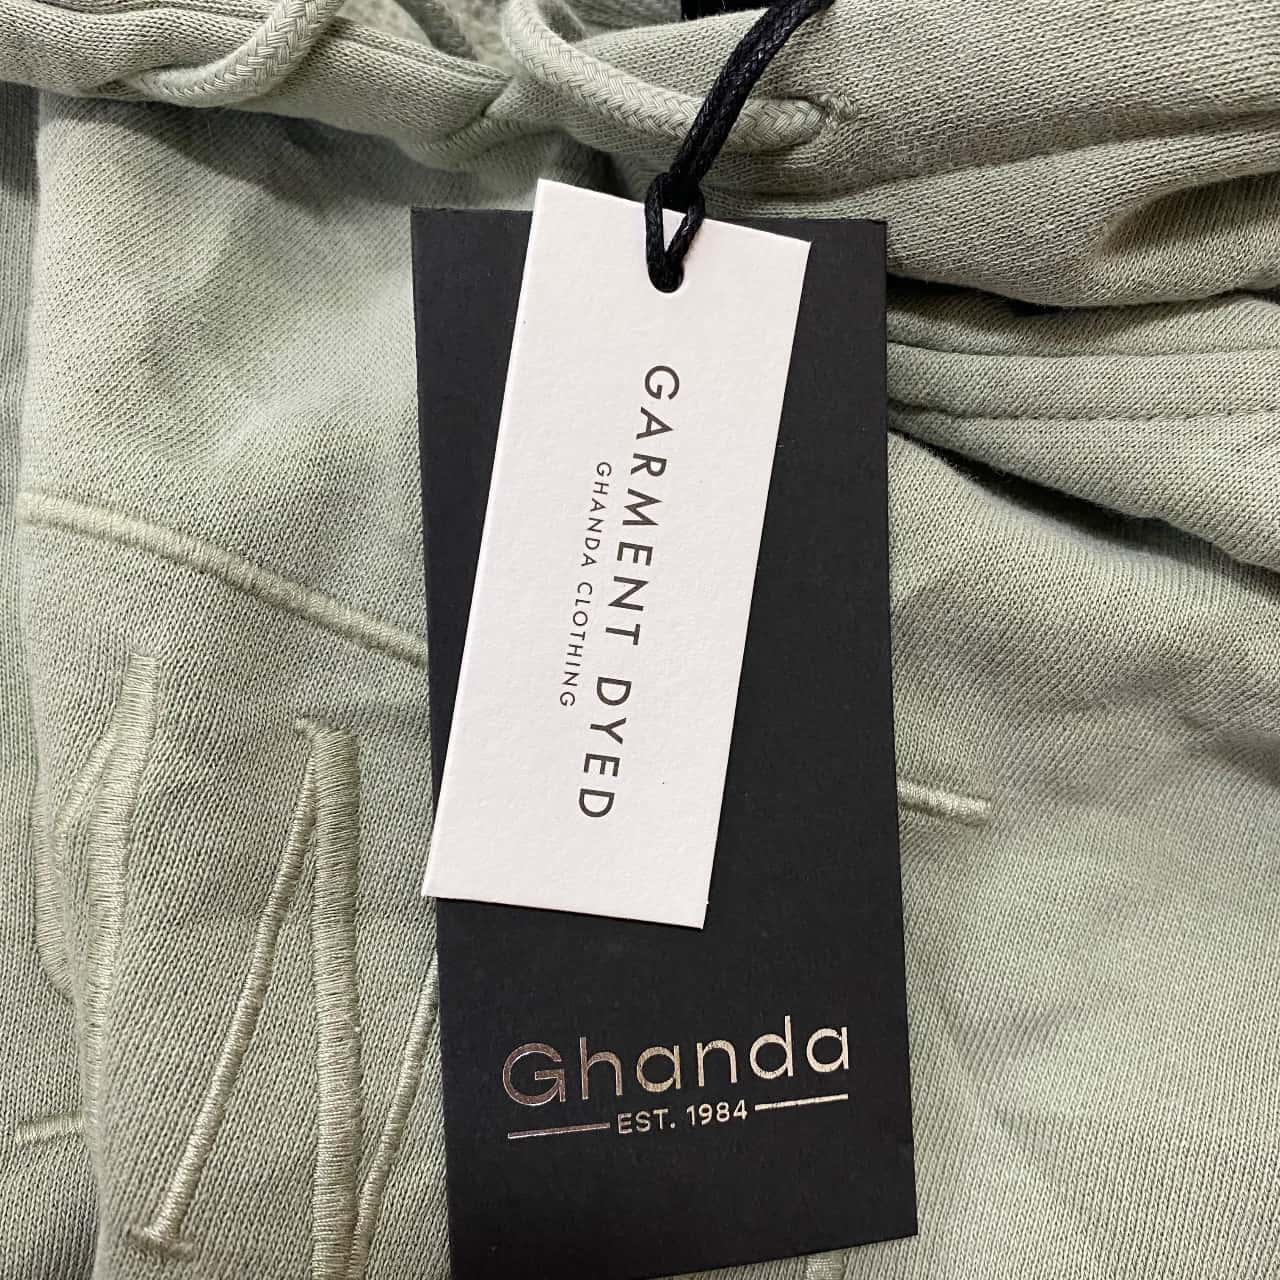 GARMENT DYED
GHANDA CLOTHING
Ghanda
EST. 1984